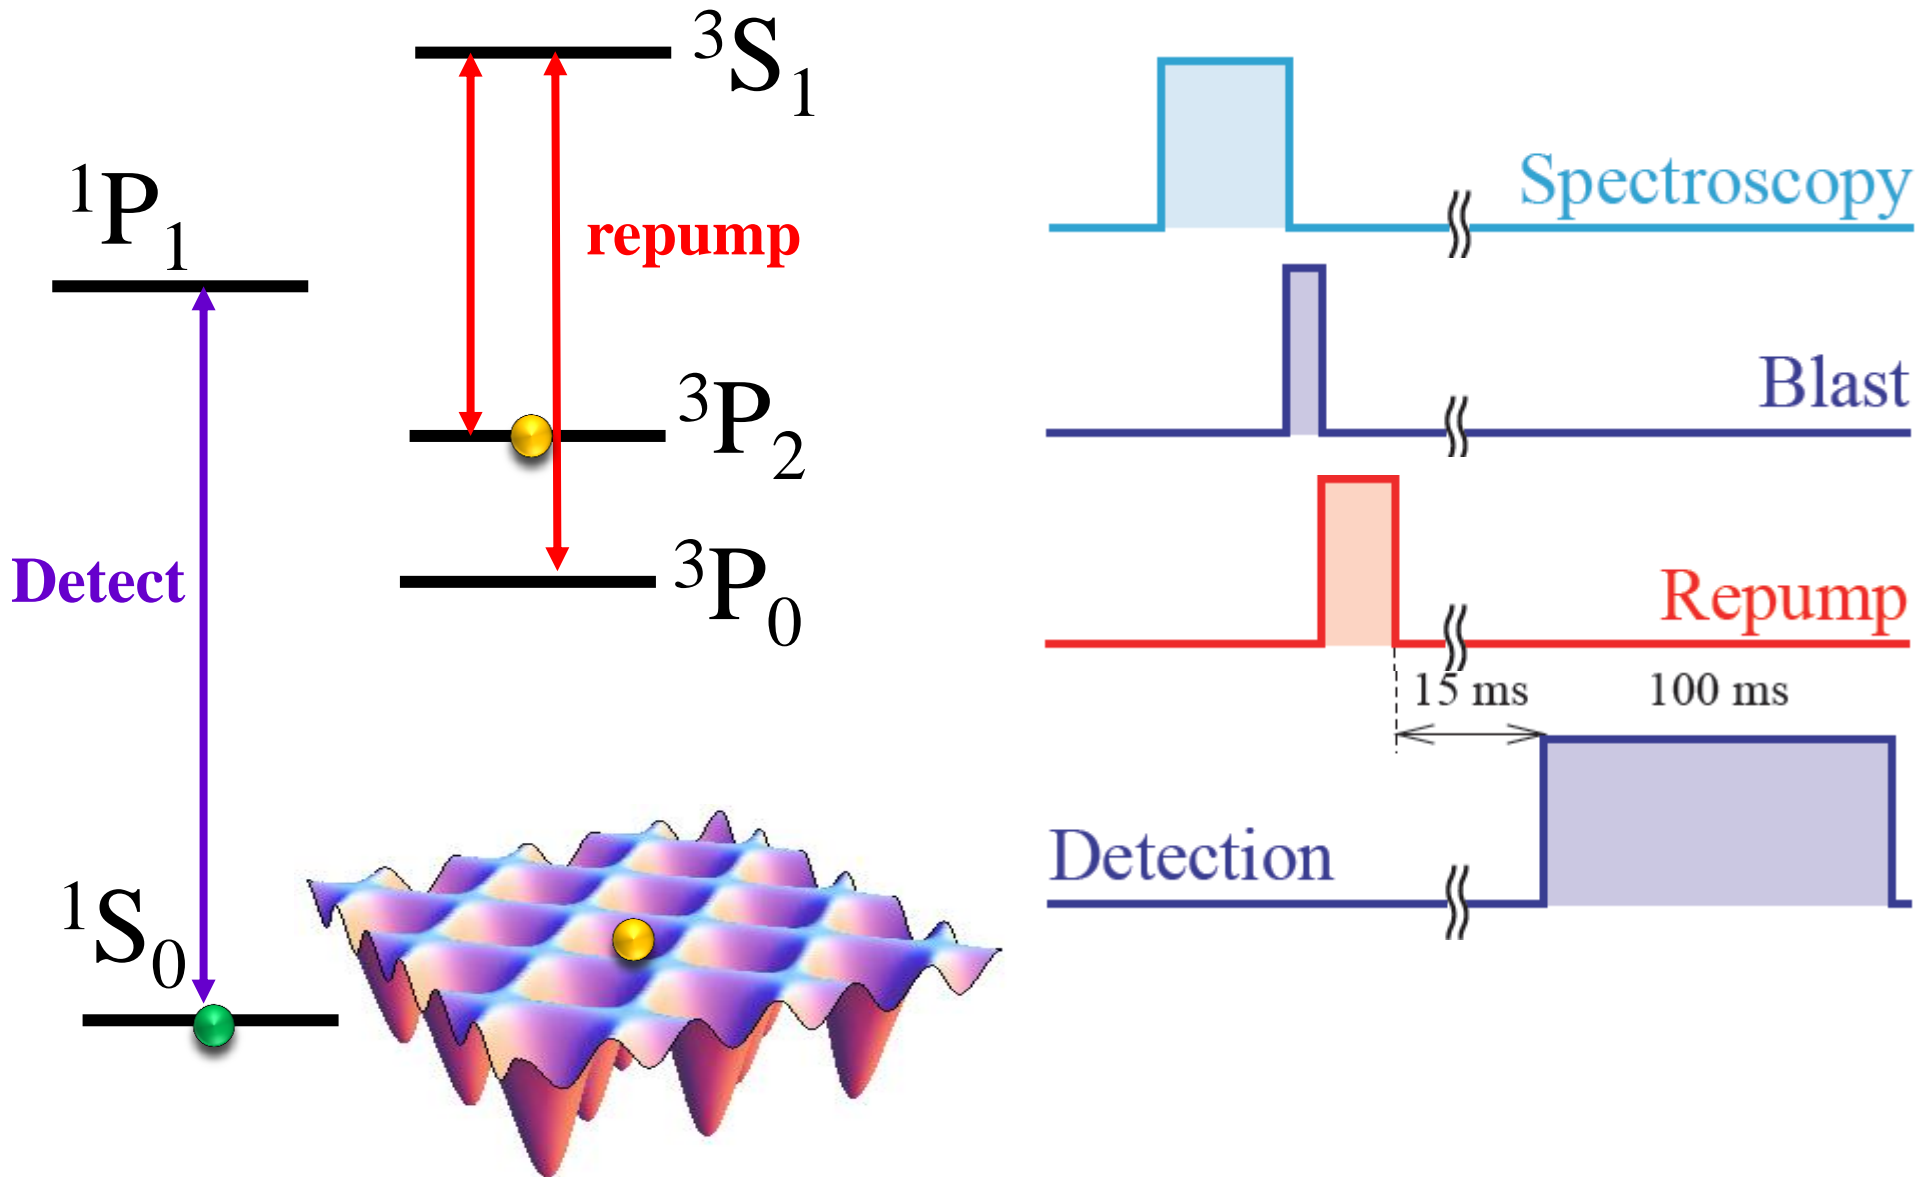 ³S₁
¹P₁
repump
³P₂
Detect
³P₀
¹S₀
Spectroscopy
Blast
Repump
15 ms 100 ms
Detection